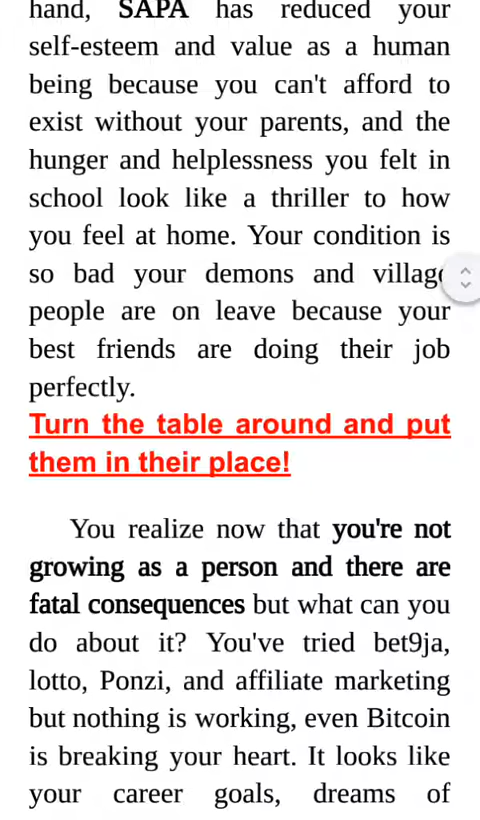 hand, SAPA has reduced your
self-esteem and value as a human
being because you can't afford to
exist without your parents, and the
hunger and helplessness you felt in
school look like a thriller to how
you feel at home. Your condition is
so bad your demons and village
people are on leave because your
best friends are doing their job
perfectly.
Turn the table around and put
them in their place!
You realize now that you're not
growing as a person and there are
fatal consequences but what can you
do about it? You've tried bet9ja,
lotto, Ponzi, and affiliate marketing
but nothing is working, even Bitcoin
is breaking your heart. It looks like
your career goals, dreams of